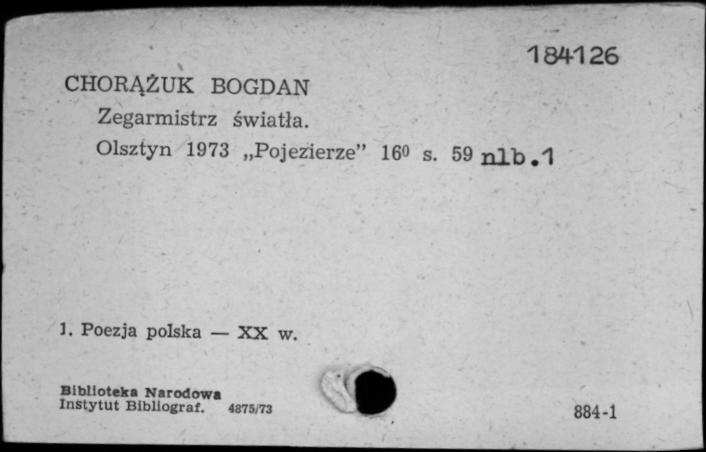 184126
CHORĄŻUK BOGDAN
Zegarmistrz światła.
Olsztyn 1973 „Pojezierze” 16⁰ s. 59 nlb.1
1. Poezja polska — XX w.
Biblioteka Narodowa
Instytut Bibliograf. 4875/73
884-1